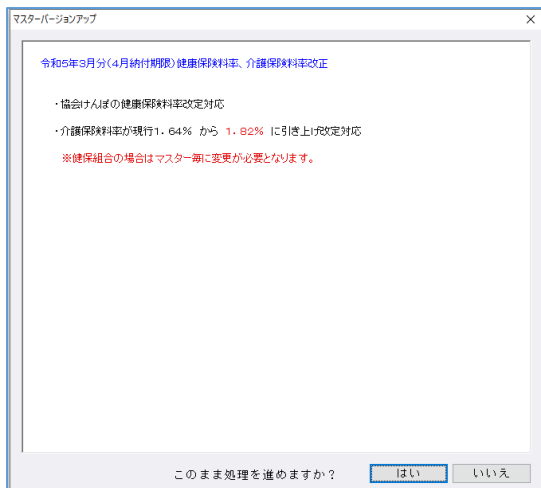 マスターバージョンアップ
令和5年3月分(4月納付期限)健康保険料率、介護保険料率改正
・協会けんぽの健康保険料率改定対応
・介護保険料率が現行1．64% から 1．82% に引き上げ改定対応
※健保組合の場合はマスター毎に変更が必要となります。
このまま処理を進めますか？ はい いいえ